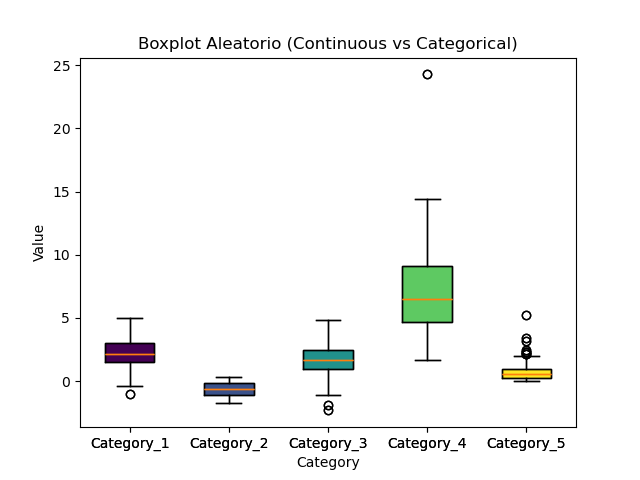 Boxplot Aleatorio (Continuous vs Categorical)
25
20
15
10
5
0
Value
Category_1 Category_2 Category_3 Category_4 Category_5
Category